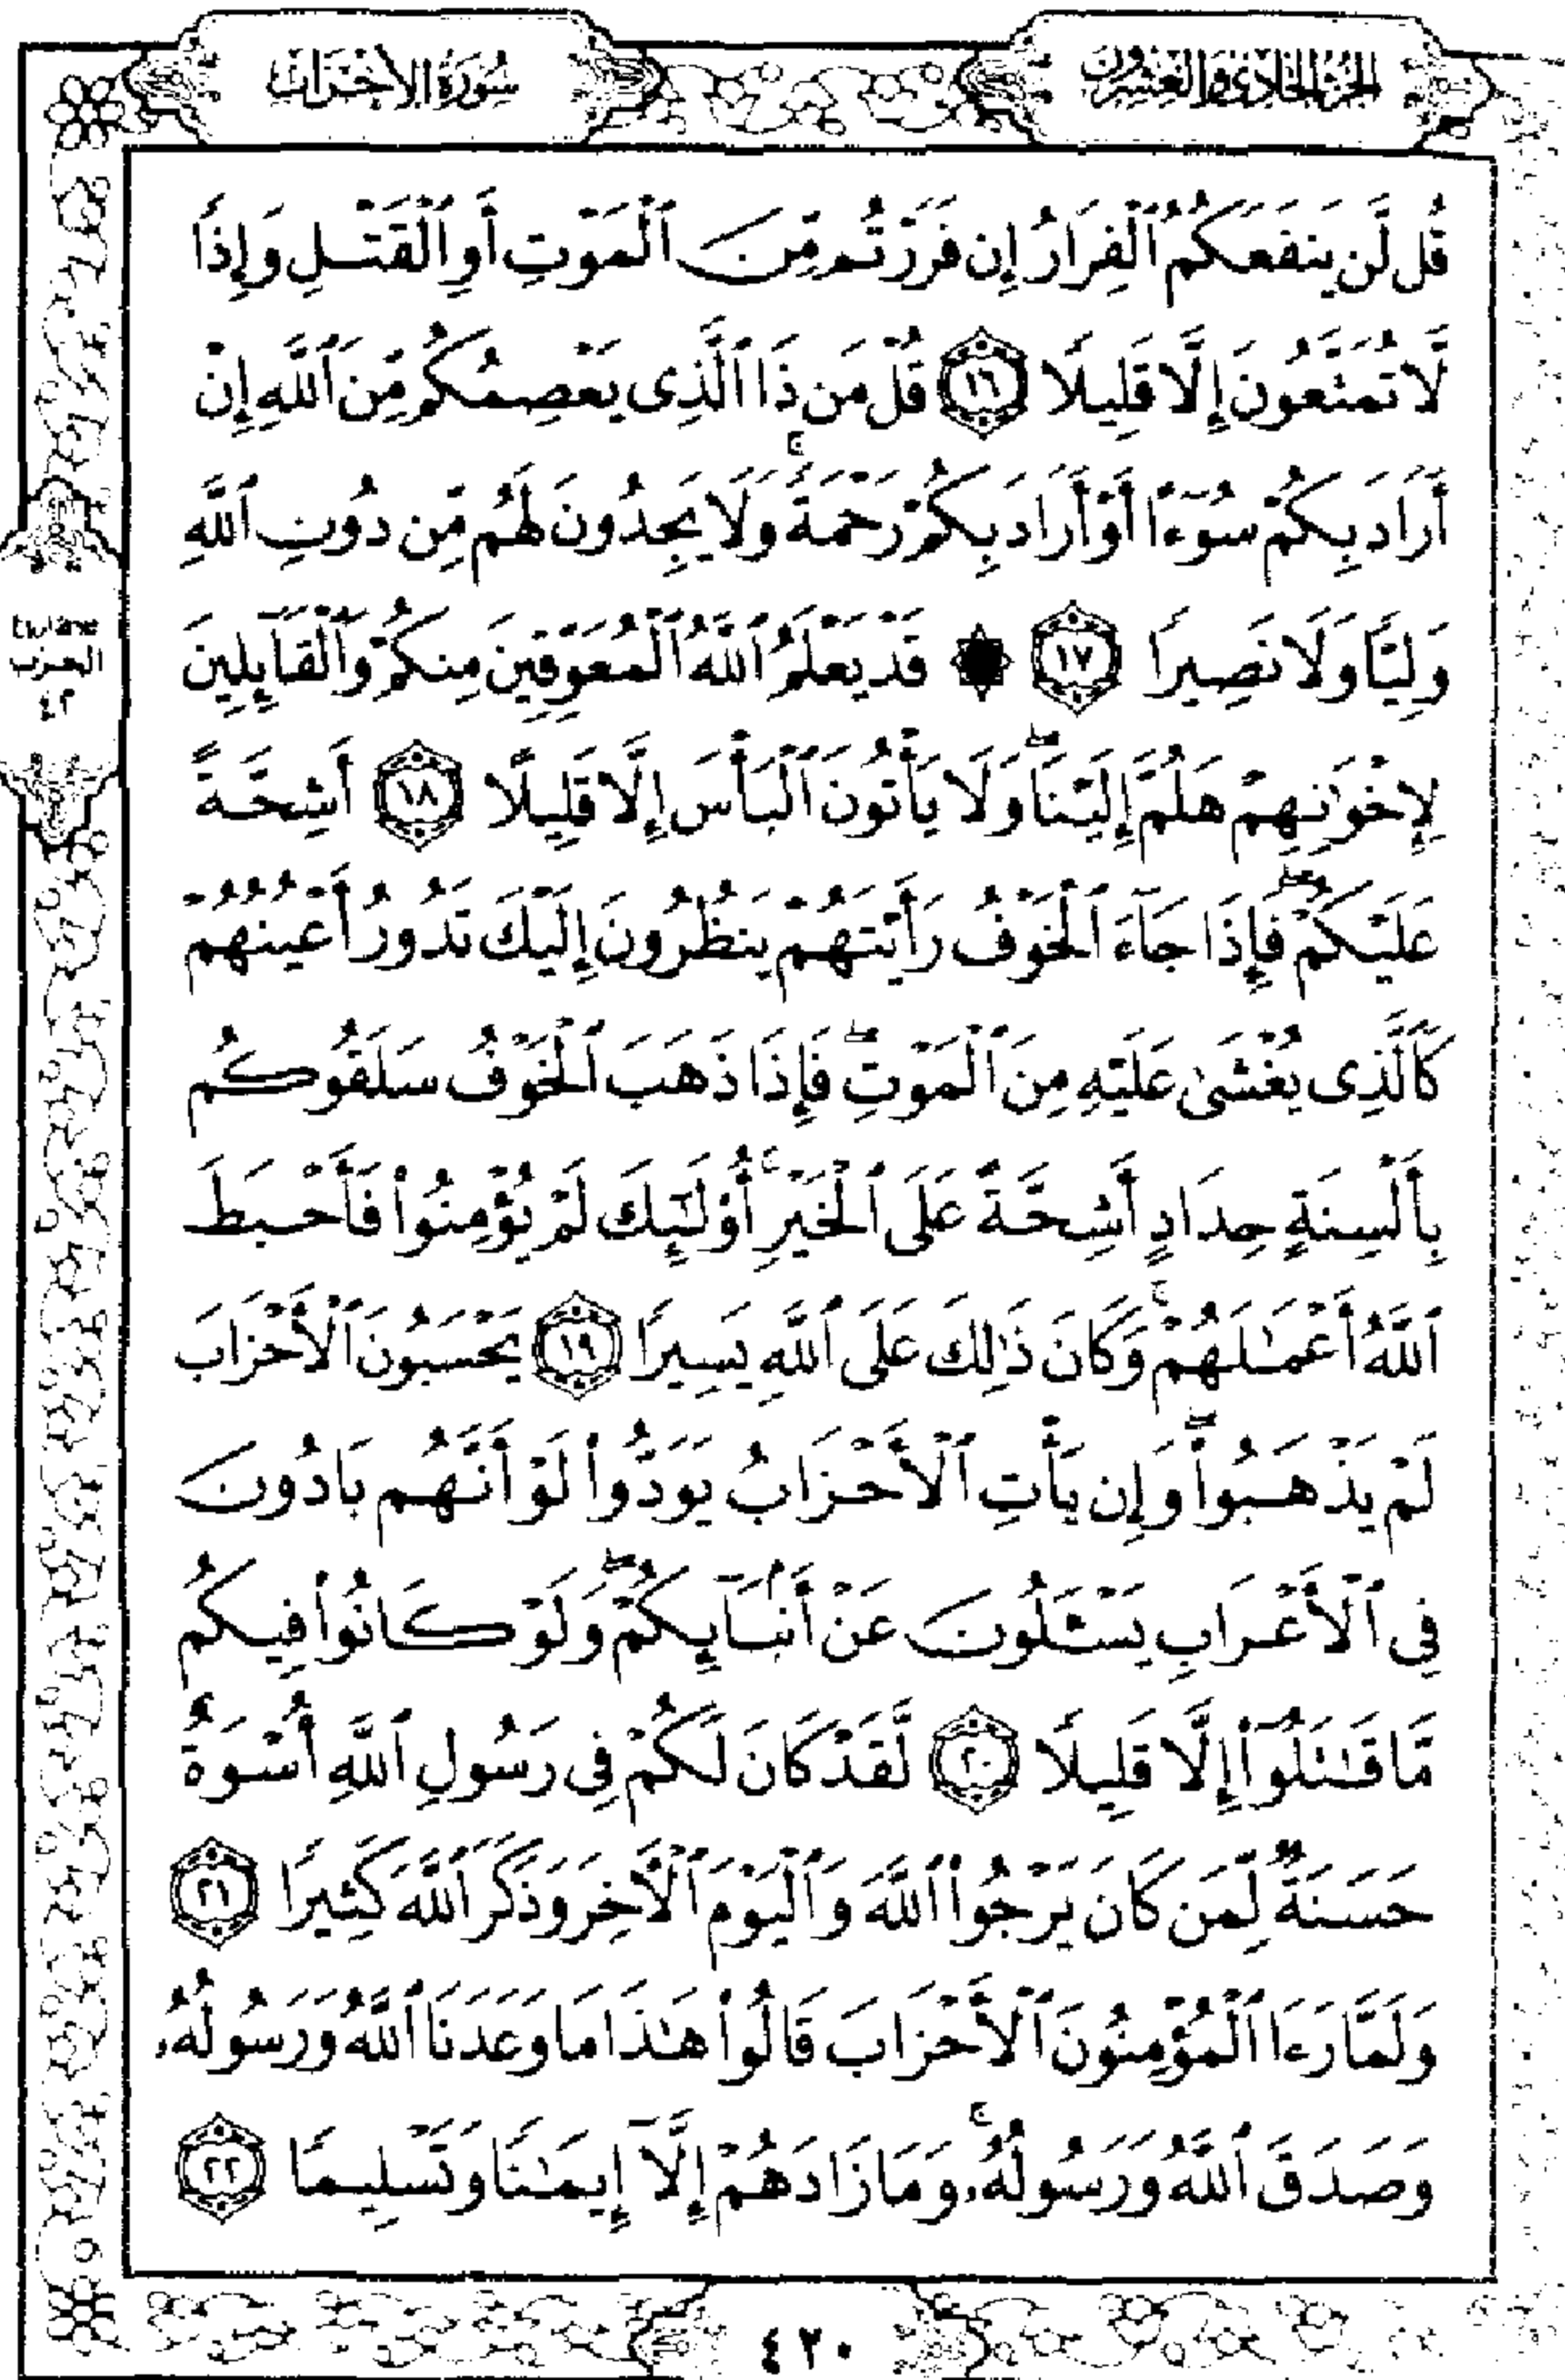 الجزء الحادي والعشرون
سُورَةُ الأَحْزَاب
قُل لَّن يَنفَعَكُمُ ٱلْفِرَارُ إِن فَرَرْتُم مِّنَ ٱلْمَوْتِ أَوِ ٱلْقَتْلِ وَإِذًا
لَّا تُمَتَّعُونَ إِلَّا قَلِيلًا ١٦ قُلْ مَن ذَا ٱلَّذِى يَعْصِمُكُم مِّنَ ٱللَّهِ إِنْ
أَرَادَ بِكُمْ سُوٓءًا أَوْ أَرَادَ بِكُمْ رَحْمَةً ۚ وَلَا يَجِدُونَ لَهُم مِّن دُونِ ٱللَّهِ
وَلِيًّا وَلَا نَصِيرًا ١٧ ۞ قَدْ يَعْلَمُ ٱللَّهُ ٱلْمُعَوِّقِينَ مِنكُمْ وَٱلْقَآئِلِينَ
لِإِخْوَٰنِهِمْ هَلُمَّ إِلَيْنَا ۖ وَلَا يَأْتُونَ ٱلْبَأْسَ إِلَّا قَلِيلًا ١٨ أَشِحَّةً
عَلَيْكُمْ ۖ فَإِذَا جَآءَ ٱلْخَوْفُ رَأَيْتَهُمْ يَنظُرُونَ إِلَيْكَ تَدُورُ أَعْيُنُهُمْ
كَٱلَّذِى يُغْشَىٰ عَلَيْهِ مِنَ ٱلْمَوْتِ ۖ فَإِذَا ذَهَبَ ٱلْخَوْفُ سَلَقُوكُم
بِأَلْسِنَةٍ حِدَادٍ أَشِحَّةً عَلَى ٱلْخَيْرِ ۚ أُو۟لَٰٓئِكَ لَمْ يُؤْمِنُوا۟ فَأَحْبَطَ
ٱللَّهُ أَعْمَٰلَهُمْ ۚ وَكَانَ ذَٰلِكَ عَلَى ٱللَّهِ يَسِيرًا ١٩ يَحْسَبُونَ ٱلْأَحْزَابَ
لَمْ يَذْهَبُوا۟ ۖ وَإِن يَأْتِ ٱلْأَحْزَابُ يَوَدُّوا۟ لَوْ أَنَّهُم بَادُونَ
فِى ٱلْأَعْرَابِ يَسْـَٔلُونَ عَنْ أَنۢبَآئِكُمْ ۖ وَلَوْ كَانُوا۟ فِيكُم
مَّا قَٰتَلُوٓا۟ إِلَّا قَلِيلًا ٢٠ لَّقَدْ كَانَ لَكُمْ فِى رَسُولِ ٱللَّهِ أُسْوَةٌ
حَسَنَةٌ لِّمَن كَانَ يَرْجُوا۟ ٱللَّهَ وَٱلْيَوْمَ ٱلْءَاخِرَ وَذَكَرَ ٱللَّهَ كَثِيرًا ٢١
وَلَمَّا رَءَا ٱلْمُؤْمِنُونَ ٱلْأَحْزَابَ قَالُوا۟ هَٰذَا مَا وَعَدَنَا ٱللَّهُ وَرَسُولُهُۥ
وَصَدَقَ ٱللَّهُ وَرَسُولُهُۥ ۚ وَمَا زَادَهُمْ إِلَّآ إِيمَٰنًا وَتَسْلِيمًا ٢٢
الحزب
٤٢
٤٢٠